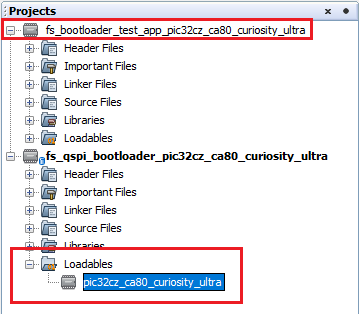 Projects
fs_bootloader_test_app_pic32cz_ca80_curiosity_ultra
Header Files
Important Files
Linker Files
Source Files
Libraries
Loadables
fs_qspi_bootloader_pic32cz_ca80_curiosity_ultra
Header Files
Important Files
Linker Files
Source Files
Libraries
Loadables
pic32cz_ca80_curiosity_ultra